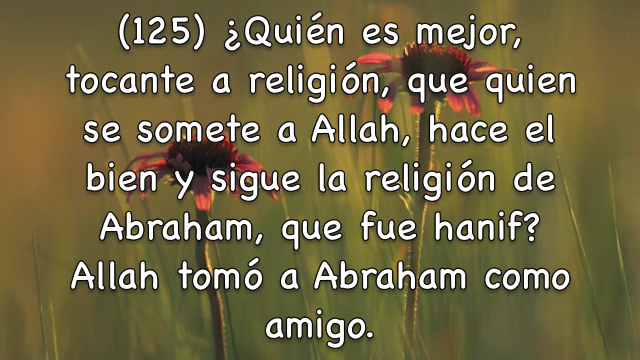 (125) ¿Quién es mejor,
tocante a religión, que quien
se somete a Allah, hace el
bien y sigue la religión de
Abraham, que fue hanif?
Allah tomó a Abraham como
amigo.